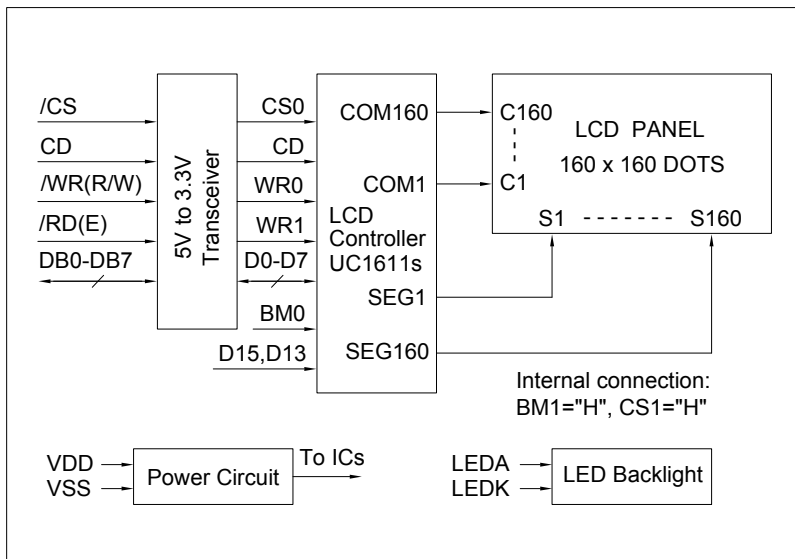 /CS
CD
/WR(R/W)
/RD(E)
DB0-DB7
5V to 3.3V
Transceiver
CS0
CD
WR0
WR1
D0-D7
BM0
D15,D13
COM160
COM1
LCD
Controller
UC1611s
SEG1
SEG160
C160
C1
LCD PANEL
160 x 160 DOTS
S1 ------- S160
Internal connection:
BM1="H", CS1="H"
VDD
VSS
Power Circuit
To ICs
LEDA
LEDK
LED Backlight